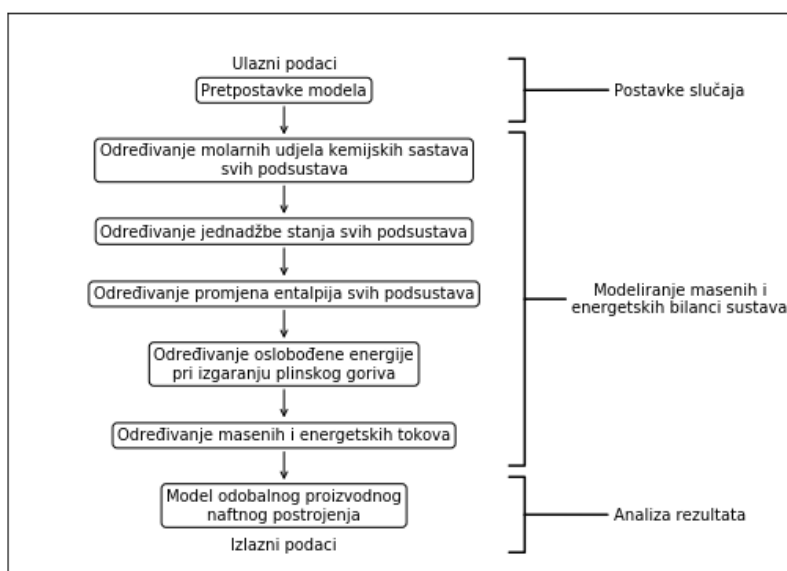 Ulazni podaci
Pretpostavke modela
Postavke slučaja
Određivanje molarnih udjela kemijskih sastava
svih podsustava
Određivanje jednadžbe stanja svih podsustava
Određivanje promjena entalpija svih podsustava
Modeliranje masenih i
energetskih bilanci sustava
Određivanje oslobođene energije
pri izgaranju plinskog goriva
Određivanje masenih i energetskih tokova
Model odobalnog proizvodnog
naftnog postrojenja
Analiza rezultata
Izlazni podaci